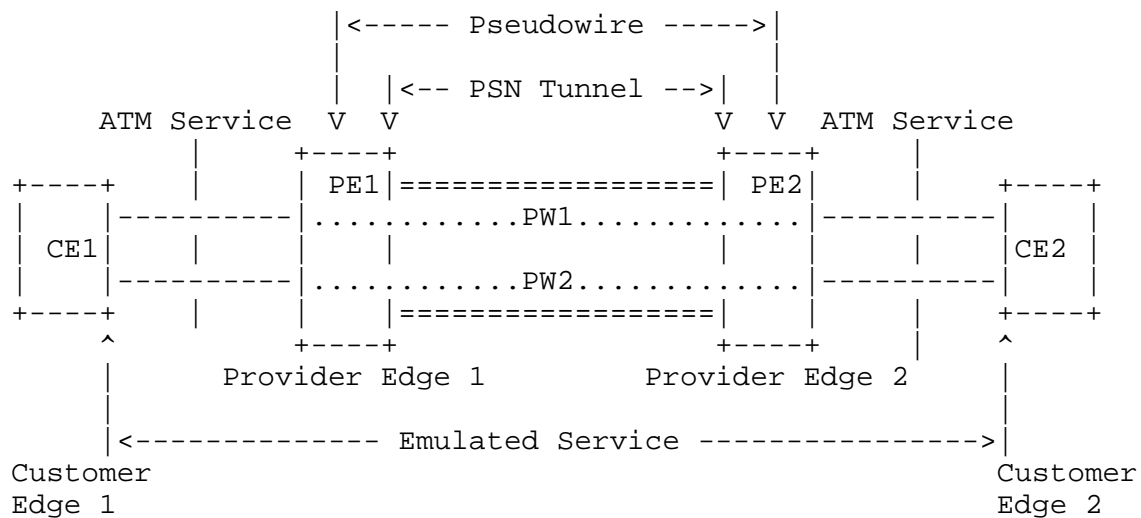 |<----- Pseudowire ----->|
|<-- PSN Tunnel -->|
ATM Service V V V V ATM Service
PE1 PE2
PW1
CE1 CE2
PW2
Provider Edge 1 Provider Edge 2
|<-------------- Emulated Service ---------------->|
Customer Customer
Edge 1 Edge 2